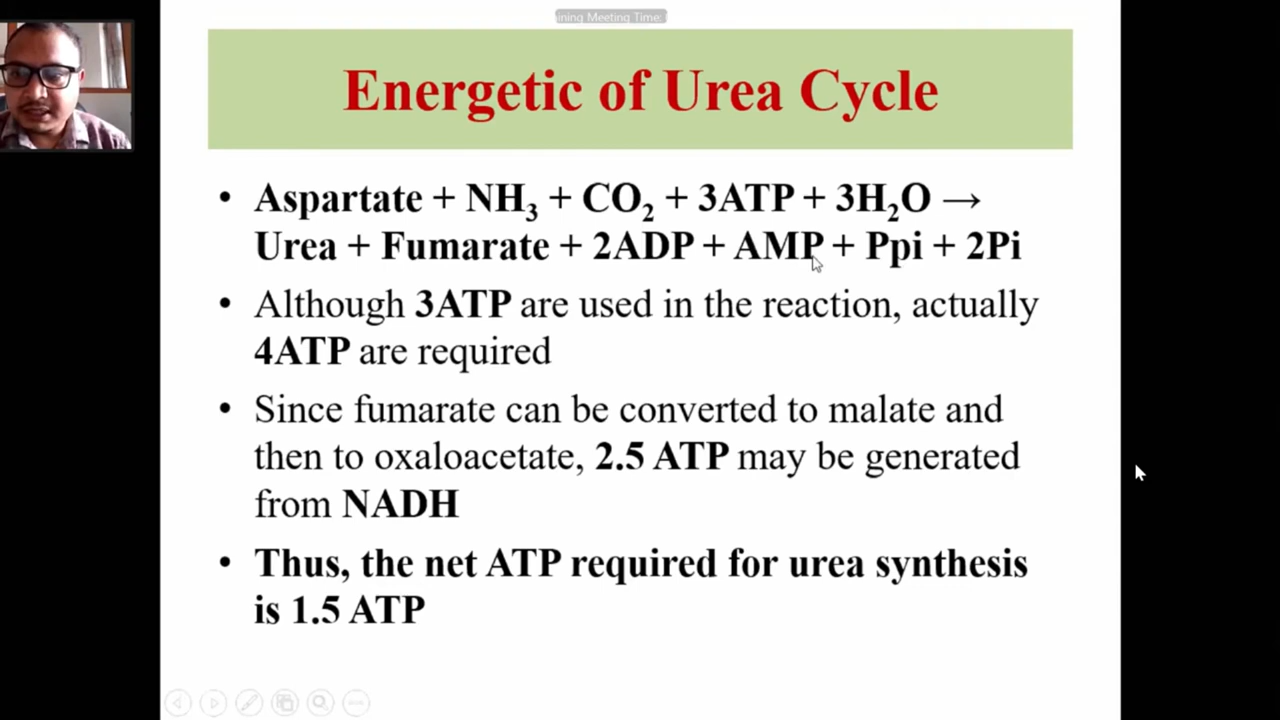 ining Meeting Time:
Energetic of Urea Cycle
• Aspartate + NH₃ + CO₂ + 3ATP + 3H₂O →
Urea + Fumarate + 2ADP + AMP + Ppi + 2Pi
• Although 3ATP are used in the reaction, actually
4ATP are required
• Since fumarate can be converted to malate and
then to oxaloacetate, 2.5 ATP may be generated
from NADH
• Thus, the net ATP required for urea synthesis
is 1.5 ATP